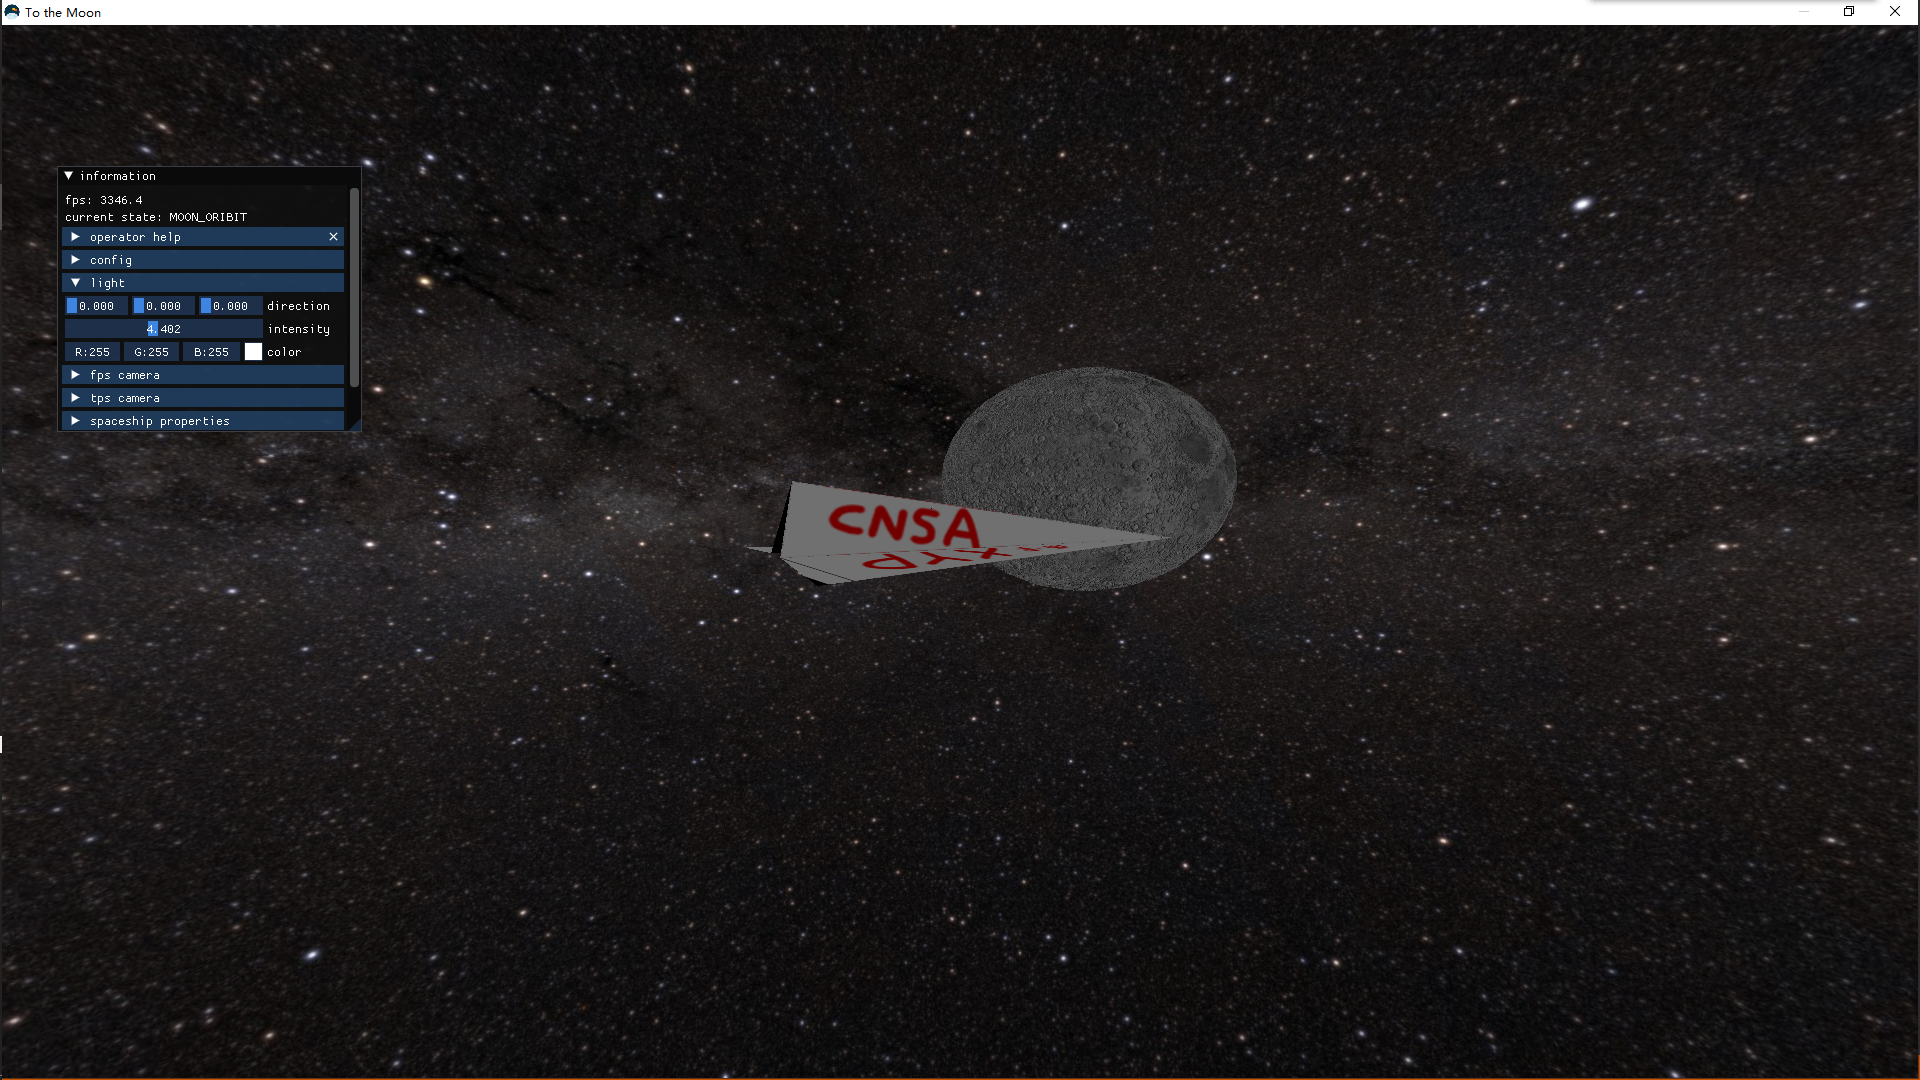 To the Moon
information
fps: 3346.4
current state: MOON_ORIBIT
operator help
config
light
0.000 0.000 0.000 direction
4.402 intensity
R:255 G:255 B:255 color
fps camera
tps camera
spaceship properties
CNSA